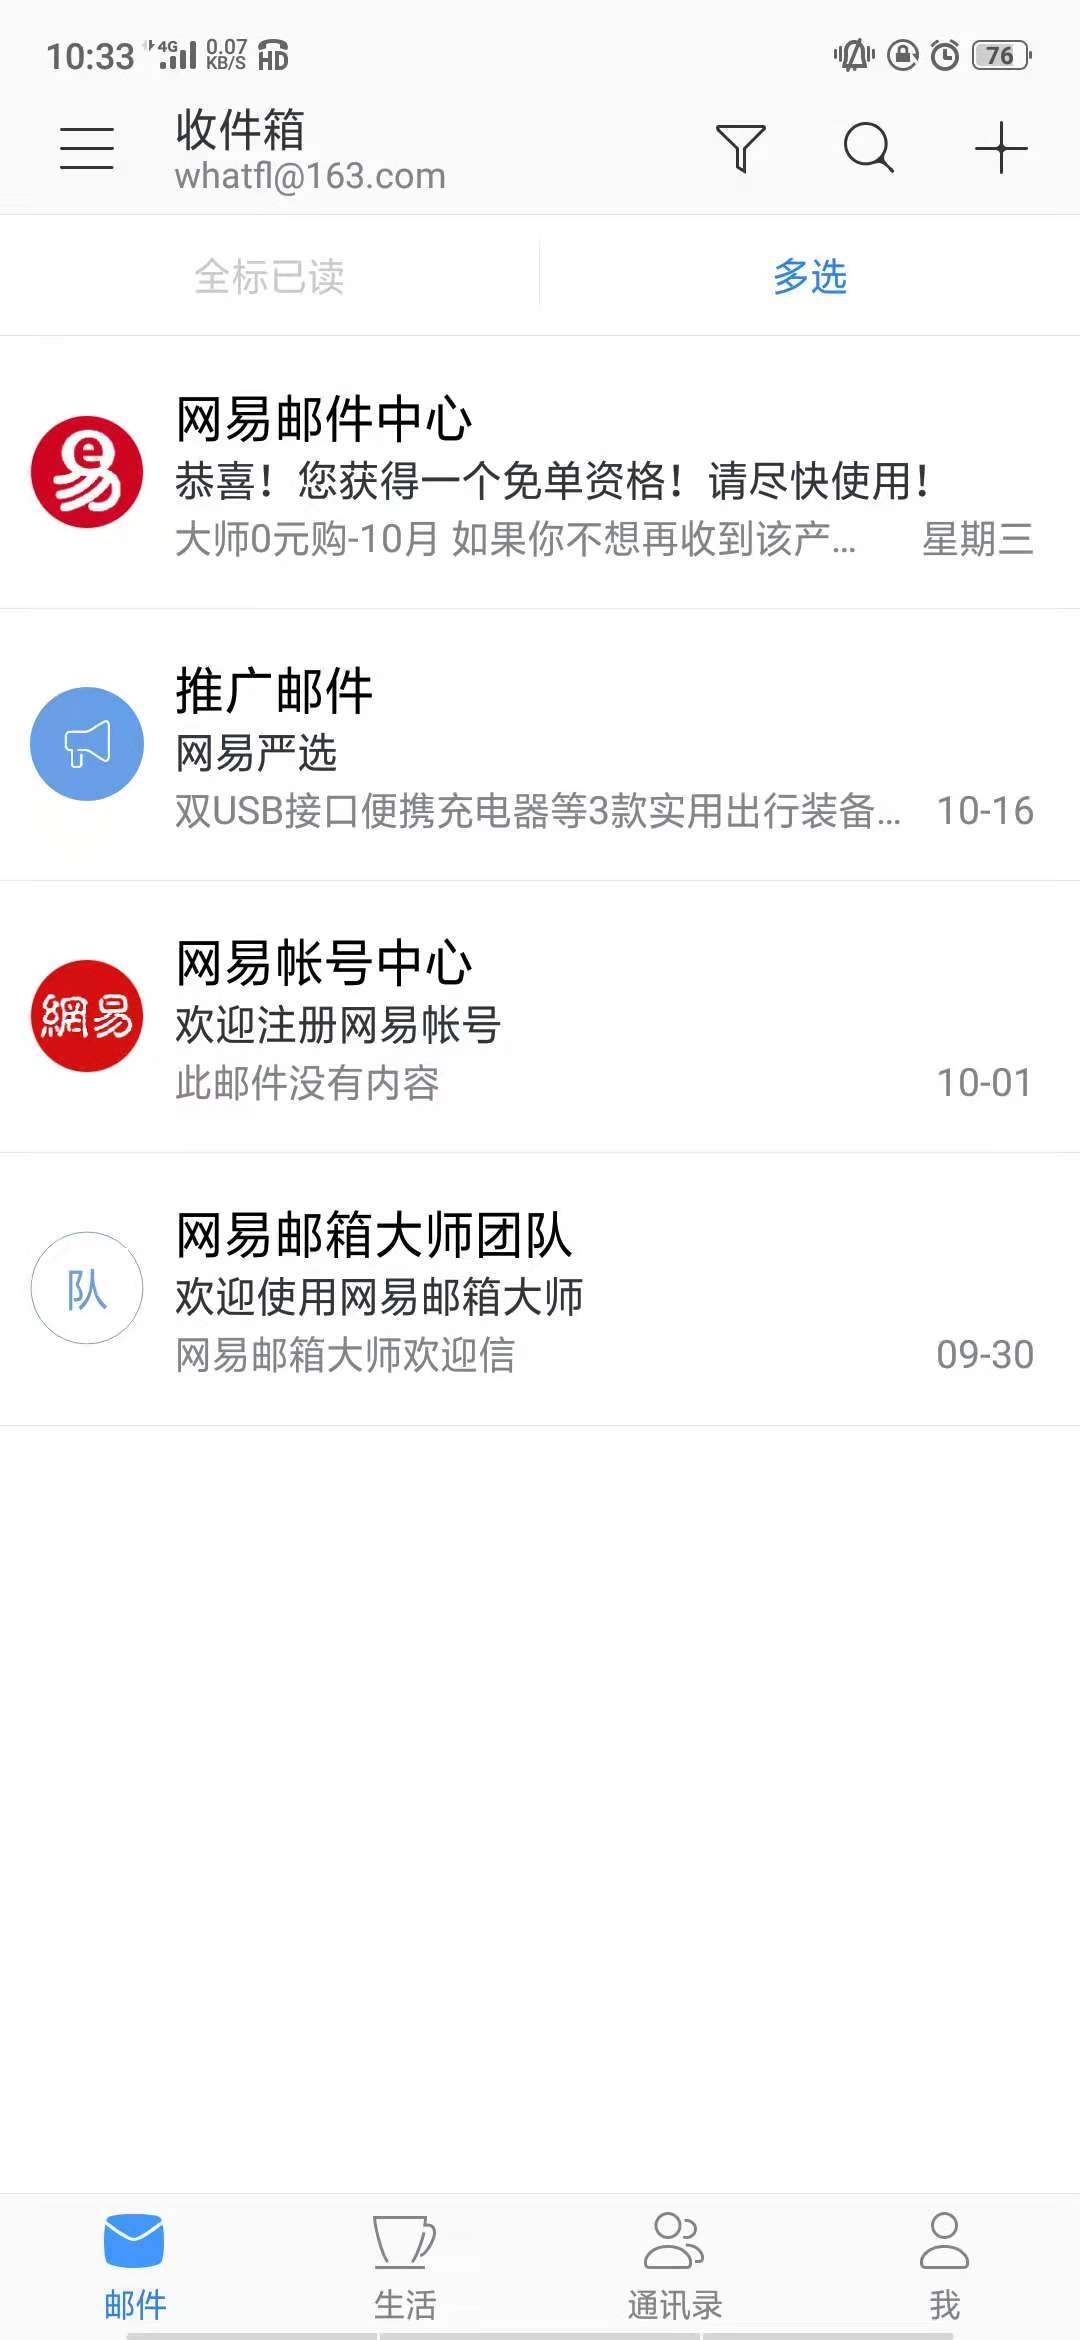 10:33 4G 0.07 KB/S HD 76
收件箱
whatfl@163.com
全标已读 多选
网易邮件中心
恭喜！您获得一个免单资格！请尽快使用！
大师0元购-10月 如果你不想再收到该产... 星期三
推广邮件
网易严选
双USB接口便携充电器等3款实用出行装备... 10-16
網易
网易帐号中心
欢迎注册网易帐号
此邮件没有内容 10-01
队
网易邮箱大师团队
欢迎使用网易邮箱大师
网易邮箱大师欢迎信 09-30
邮件 生活 通讯录 我